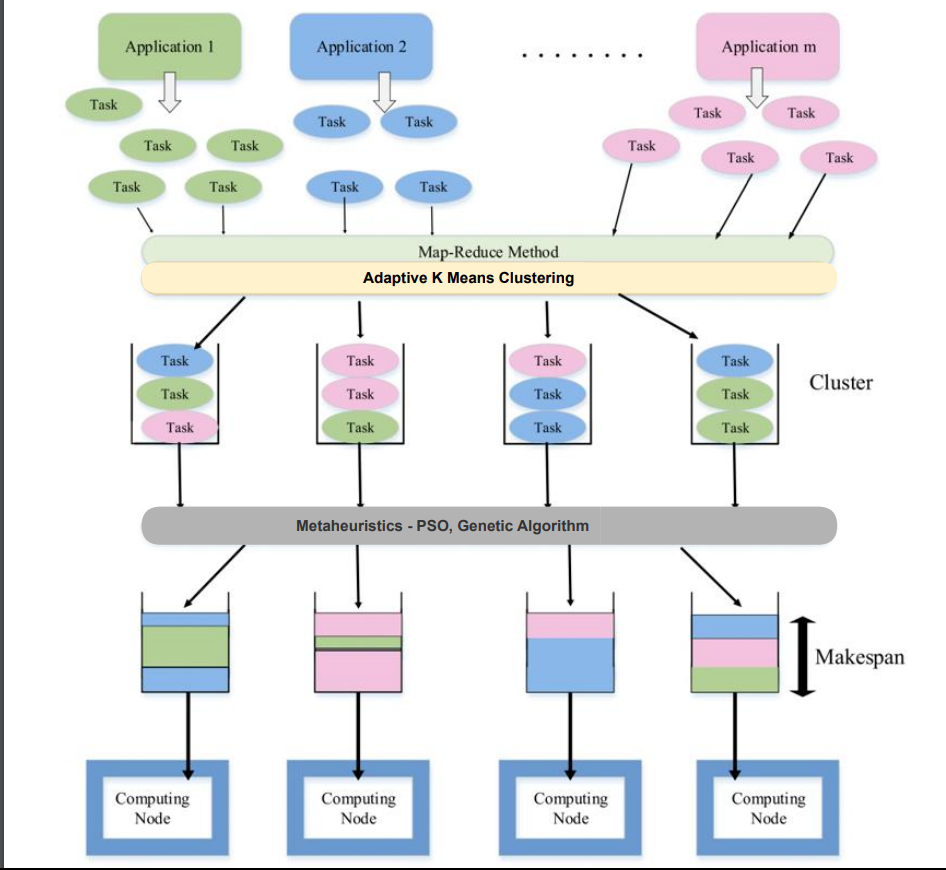 Application 1
Application 2
. . . . . . . .
Application m
Task
Task
Task
Task
Task
Task
Task
Task
Task
Task
Task
Task
Task
Task
Map-Reduce Method
Adaptive K Means Clustering
Task
Task
Task
Task
Task
Task
Task
Task
Task
Task
Task
Task
Cluster
Metaheuristics - PSO, Genetic Algorithm
Makespan
Computing
Node
Computing
Node
Computing
Node
Computing
Node